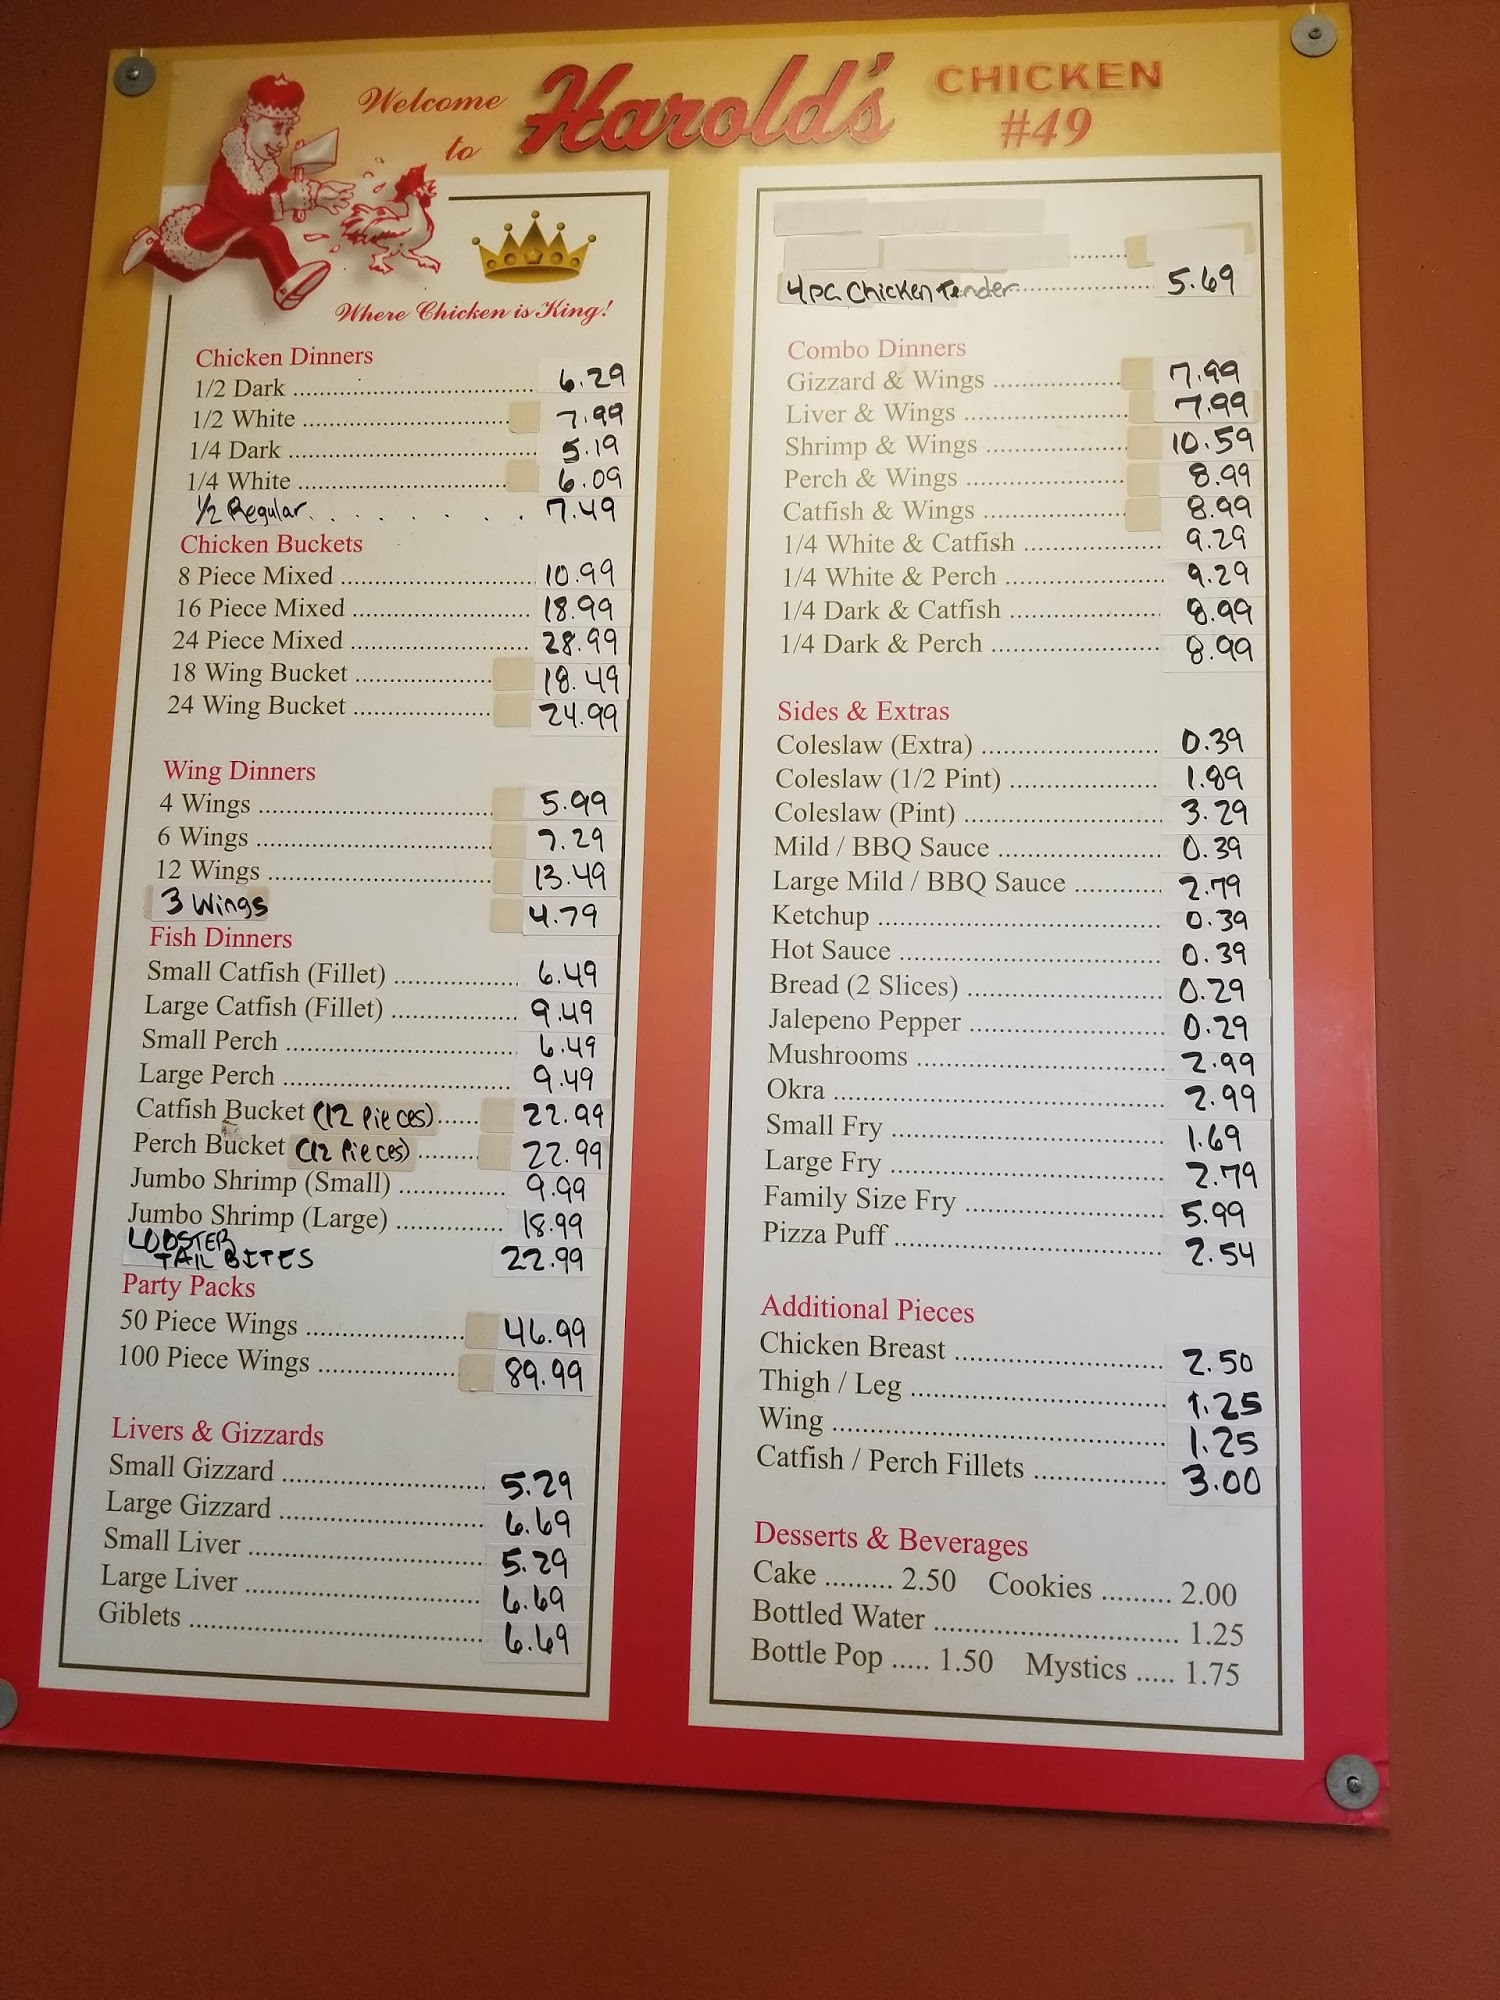 Welcome to Harold's CHICKEN #49
Where Chicken is King!
Chicken Dinners
1/2 Dark ........ 6.29
1/2 White ........ 7.99
1/4 Dark ........ 5.19
1/4 White ........ 6.09
1/2 Regular ........ 7.49
Chicken Buckets
8 Piece Mixed ........ 10.99
16 Piece Mixed ........ 18.99
24 Piece Mixed ........ 28.99
18 Wing Bucket ........ 18.49
24 Wing Bucket ........ 24.99
Wing Dinners
4 Wings ........ 5.99
6 Wings ........ 7.29
12 Wings ........ 13.49
3 Wings 4.79
Fish Dinners
Small Catfish (Fillet) ........ 6.49
Large Catfish (Fillet) ........ 9.49
Small Perch ........ 6.49
Large Perch ........ 9.49
Catfish Bucket (12 Pieces) ........ 22.99
Perch Bucket (12 Pieces) ........ 22.99
Jumbo Shrimp (Small) ........ 9.99
Jumbo Shrimp (Large) ........ 18.99
LOBSTER
TAIL BITES 22.99
Party Packs
50 Piece Wings ........ 46.99
100 Piece Wings ........ 89.99
Livers & Gizzards
Small Gizzard ........ 5.29
Large Gizzard ........ 6.69
Small Liver ........ 5.29
Large Liver ........ 6.69
Giblets ........ 6.69
4pc Chicken Tender ........ 5.69
Combo Dinners
Gizzard & Wings ........ 7.99
Liver & Wings ........ 7.99
Shrimp & Wings ........ 10.59
Perch & Wings ........ 8.99
Catfish & Wings ........ 8.99
1/4 White & Catfish ........ 9.29
1/4 White & Perch ........ 9.29
1/4 Dark & Catfish ........ 8.99
1/4 Dark & Perch ........ 8.99
Sides & Extras
Coleslaw (Extra) ........ 0.39
Coleslaw (1/2 Pint) ........ 1.89
Coleslaw (Pint) ........ 3.29
Mild / BBQ Sauce ........ 0.39
Large Mild / BBQ Sauce ........ 2.79
Ketchup ........ 0.39
Hot Sauce ........ 0.39
Bread (2 Slices) ........ 0.29
Jalepeno Pepper ........ 0.29
Mushrooms ........ 2.99
Okra ........ 2.99
Small Fry ........ 1.69
Large Fry ........ 2.79
Family Size Fry ........ 5.99
Pizza Puff ........ 2.54
Additional Pieces
Chicken Breast ........ 2.50
Thigh / Leg ........ 1.25
Wing ........ 1.25
Catfish / Perch Fillets ........ 3.00
Desserts & Beverages
Cake ......... 2.50 Cookies ......... 2.00
Bottled Water ........ 1.25
Bottle Pop ..... 1.50 Mystics ..... 1.75